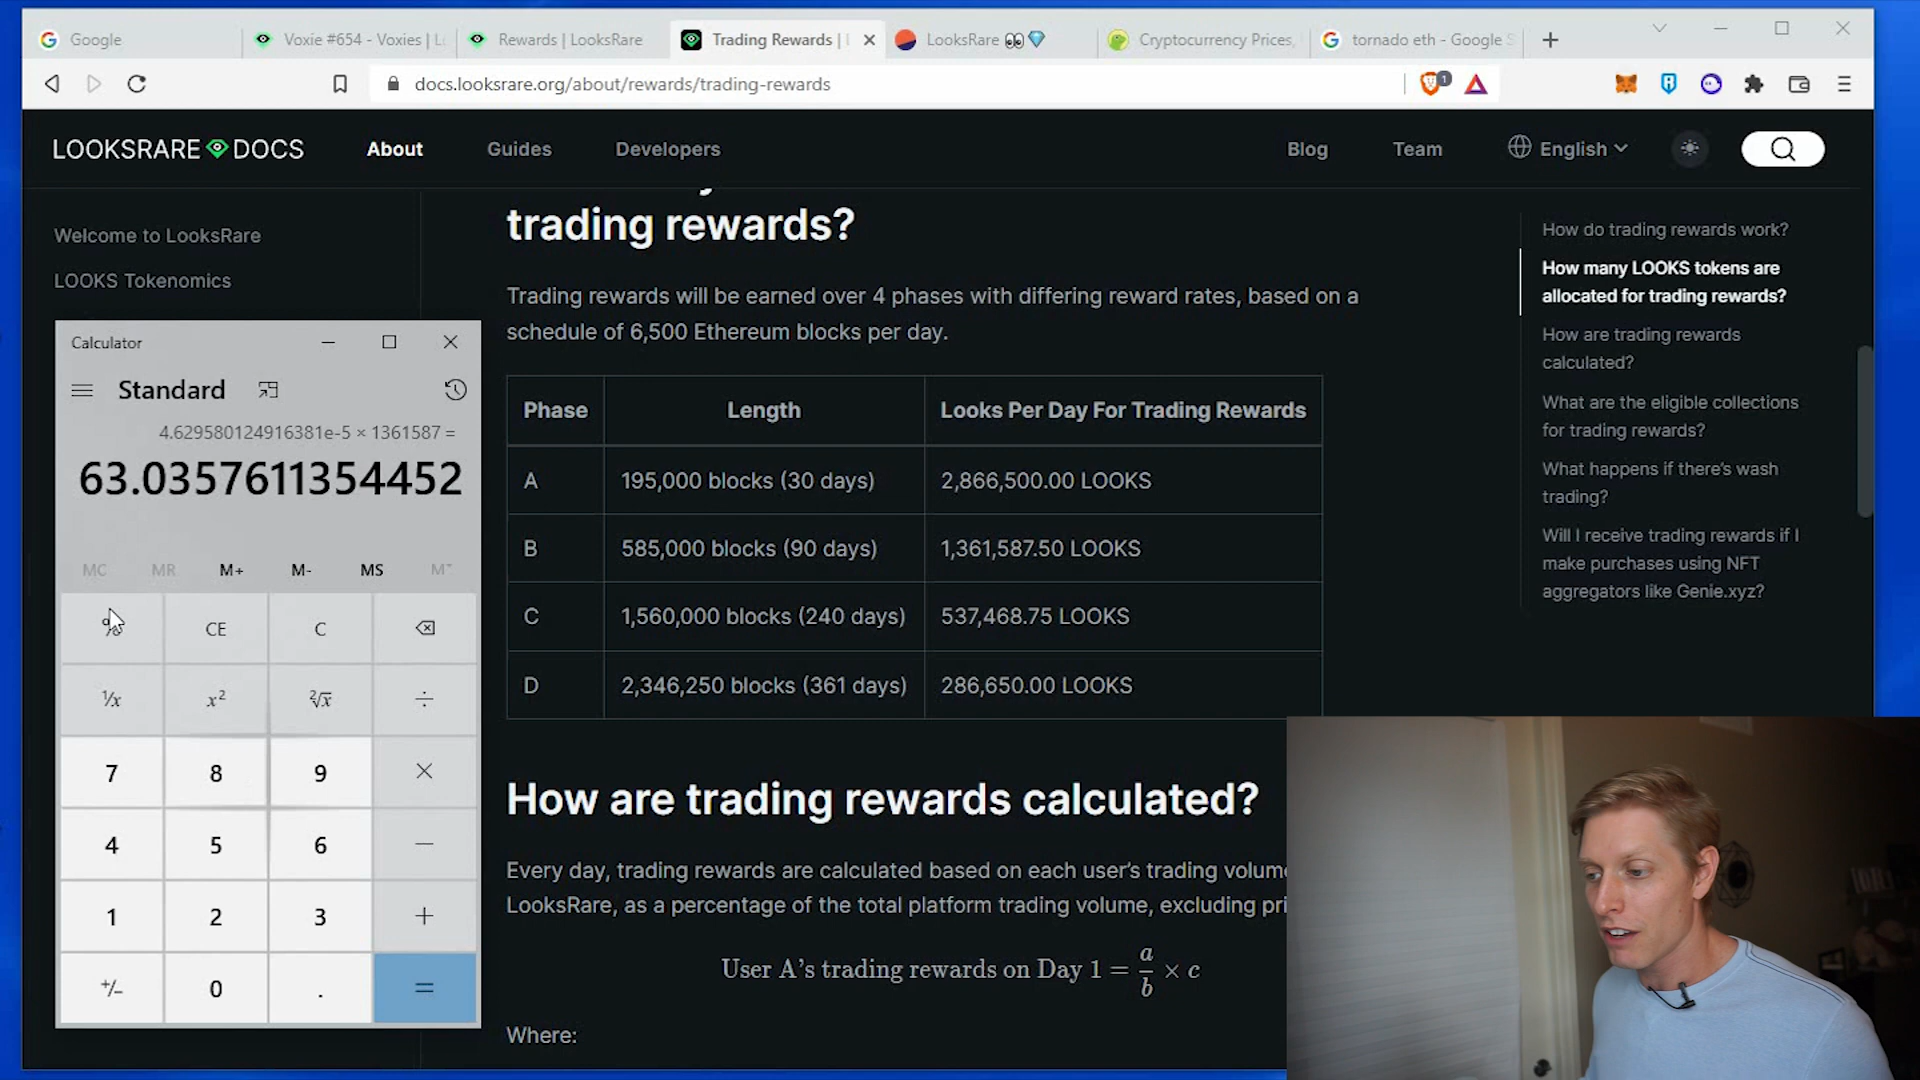 Google
Voxie #654 - Voxies | L
Rewards | LooksRare
Trading Rewards |
LooksRare 👀💎
Cryptocurrency Prices,
tornado eth - Google S
docs.looksrare.org/about/rewards/trading-rewards
1
LOOKSRARE DOCS
About
Guides
Developers
Blog
Team
English
Welcome to LooksRare
LOOKS Tokenomics
trading rewards?
Trading rewards will be earned over 4 phases with differing reward rates, based on a
schedule of 6,500 Ethereum blocks per day.
Phase Length Looks Per Day For Trading Rewards
A 195,000 blocks (30 days) 2,866,500.00 LOOKS
B 585,000 blocks (90 days) 1,361,587.50 LOOKS
C 1,560,000 blocks (240 days) 537,468.75 LOOKS
D 2,346,250 blocks (361 days) 286,650.00 LOOKS
How are trading rewards calculated?
Every day, trading rewards are calculated based on each user's trading volume
LooksRare, as a percentage of the total platform trading volume, excluding pri
User A's trading rewards on Day 1 = a/b × c
Where:
How do trading rewards work?
How many LOOKS tokens are
allocated for trading rewards?
How are trading rewards
calculated?
What are the eligible collections
for trading rewards?
What happens if there's wash
trading?
Will I receive trading rewards if I
make purchases using NFT
aggregators like Genie.xyz?
Calculator
Standard
4.629580124916381e-5 × 1361587 =
63.0357611354452
MC MR M+ M- MS M˅
% CE C
¹/x x² ²√x ÷
7 8 9 ×
4 5 6 −
1 2 3 +
+/− 0 . =